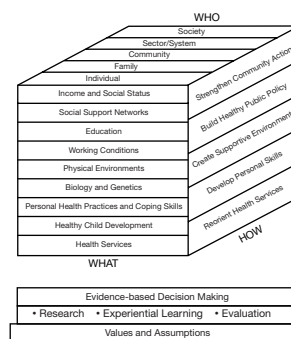 WHO
Society
Sector/System
Community
Family
Individual
Income and Social Status
Social Support Networks
Education
Working Conditions
Physical Environments
Biology and Genetics
Personal Health Practices and Coping Skills
Healthy Child Development
Health Services
WHAT
Strengthen Community Action
Build Healthy Public Policy
Create Supportive Environments
Develop Personal Skills
Reorient Health Services
HOW
Evidence-based Decision Making
• Research • Experiential Learning • Evaluation
Values and Assumptions